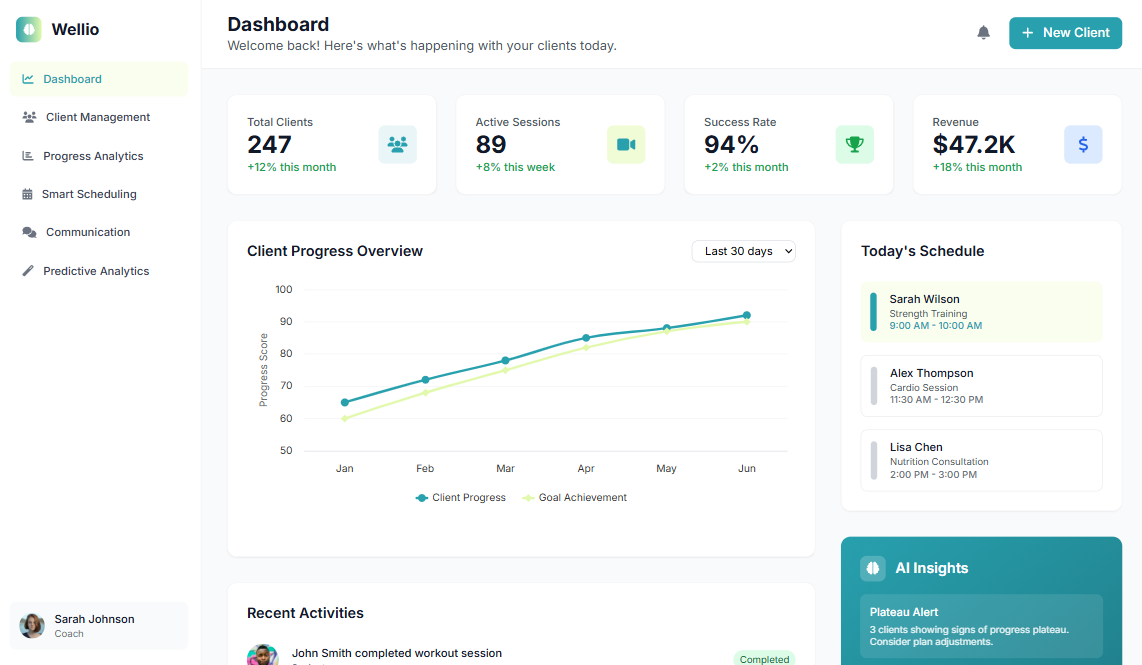 Wellio
Dashboard
Client Management
Progress Analytics
Smart Scheduling
Communication
Predictive Analytics
Sarah Johnson
Coach
Dashboard
Welcome back! Here's what's happening with your clients today.
New Client
Total Clients
247
+12% this month
Active Sessions
89
+8% this week
Success Rate
94%
+2% this month
Revenue
$47.2K
+18% this month
$
Client Progress Overview
Last 30 days
Progress Score
100
90
80
70
60
50
Jan Feb Mar Apr May Jun
Client Progress Goal Achievement
Today's Schedule
Sarah Wilson
Strength Training
9:00 AM - 10:00 AM
Alex Thompson
Cardio Session
11:30 AM - 12:30 PM
Lisa Chen
Nutrition Consultation
2:00 PM - 3:00 PM
Recent Activities
John Smith completed workout session
Completed
AI Insights
Plateau Alert
3 clients showing signs of progress plateau.
Consider plan adjustments.